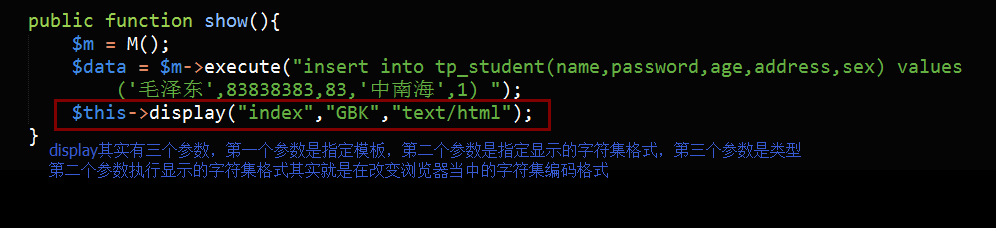 public function show(){
$m = M();
$data = $m->execute("insert into tp_student(name,password,age,address,sex) values
('毛泽东',83838383,83,'中南海',1) ");
$this->display("index","GBK","text/html");
}
display其实有三个参数，第一个参数是指定模板，第二个参数是指定显示的字符集格式，第三个参数是类型
第二个参数执行显示的字符集格式其实就是在改变浏览器当中的字符集编码格式